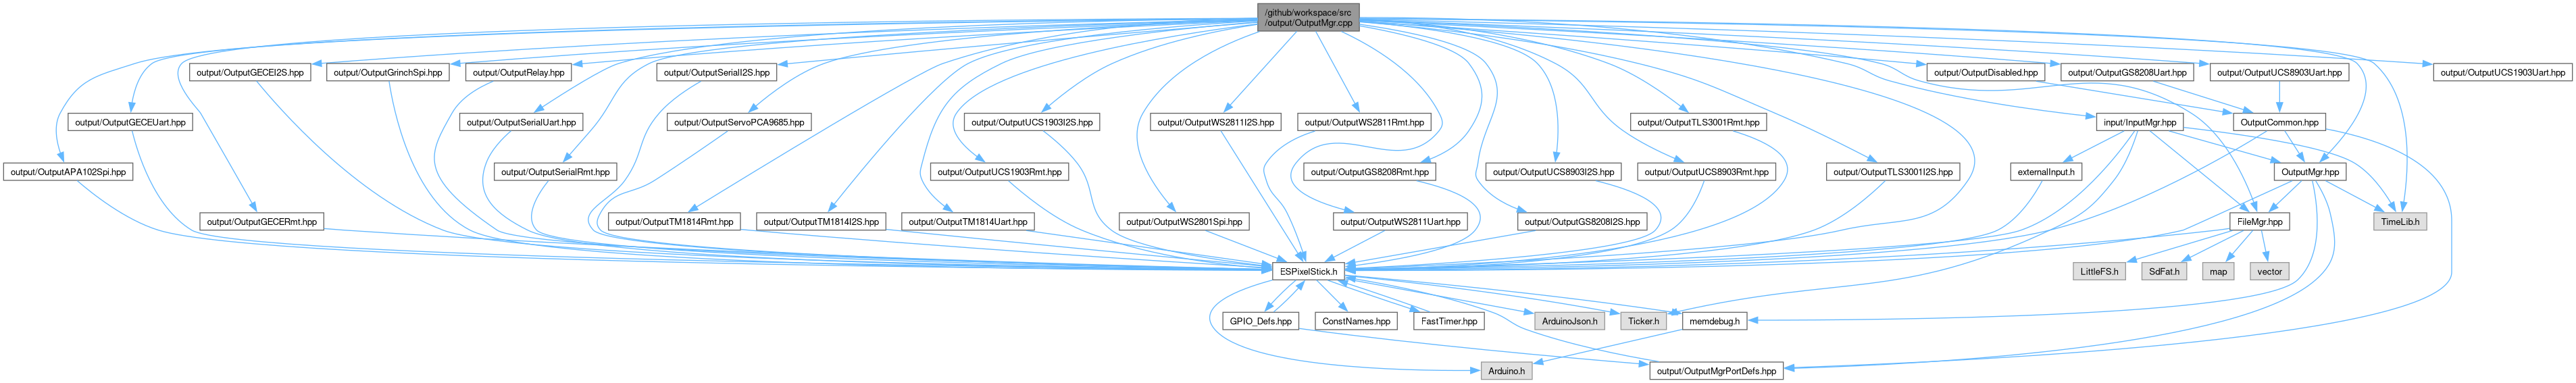 /github/workspace/src
/output/OutputMgr.cpp
output/OutputGECEI2S.hpp
output/OutputGrinchSpi.hpp
output/OutputRelay.hpp
output/OutputSerialI2S.hpp
output/OutputDisabled.hpp
output/OutputGS8208Uart.hpp
output/OutputUCS8903Uart.hpp
output/OutputUCS1903Uart.hpp
output/OutputGECEUart.hpp
output/OutputSerialUart.hpp
output/OutputServoPCA9685.hpp
output/OutputUCS1903I2S.hpp
output/OutputWS2811I2S.hpp
output/OutputWS2811Rmt.hpp
output/OutputTLS3001Rmt.hpp
input/InputMgr.hpp
OutputCommon.hpp
output/OutputAPA102Spi.hpp
output/OutputSerialRmt.hpp
output/OutputUCS1903Rmt.hpp
output/OutputGS8208Rmt.hpp
output/OutputUCS8903I2S.hpp
output/OutputUCS8903Rmt.hpp
output/OutputTLS3001I2S.hpp
externalInput.h
OutputMgr.hpp
output/OutputGECERmt.hpp
output/OutputTM1814Rmt.hpp
output/OutputTM1814I2S.hpp
output/OutputTM1814Uart.hpp
output/OutputWS2801Spi.hpp
output/OutputWS2811Uart.hpp
output/OutputGS8208I2S.hpp
FileMgr.hpp
TimeLib.h
ESPixelStick.h
LittleFS.h
SdFat.h
map
vector
GPIO_Defs.hpp
ConstNames.hpp
FastTimer.hpp
ArduinoJson.h
Ticker.h
memdebug.h
Arduino.h
output/OutputMgrPortDefs.hpp